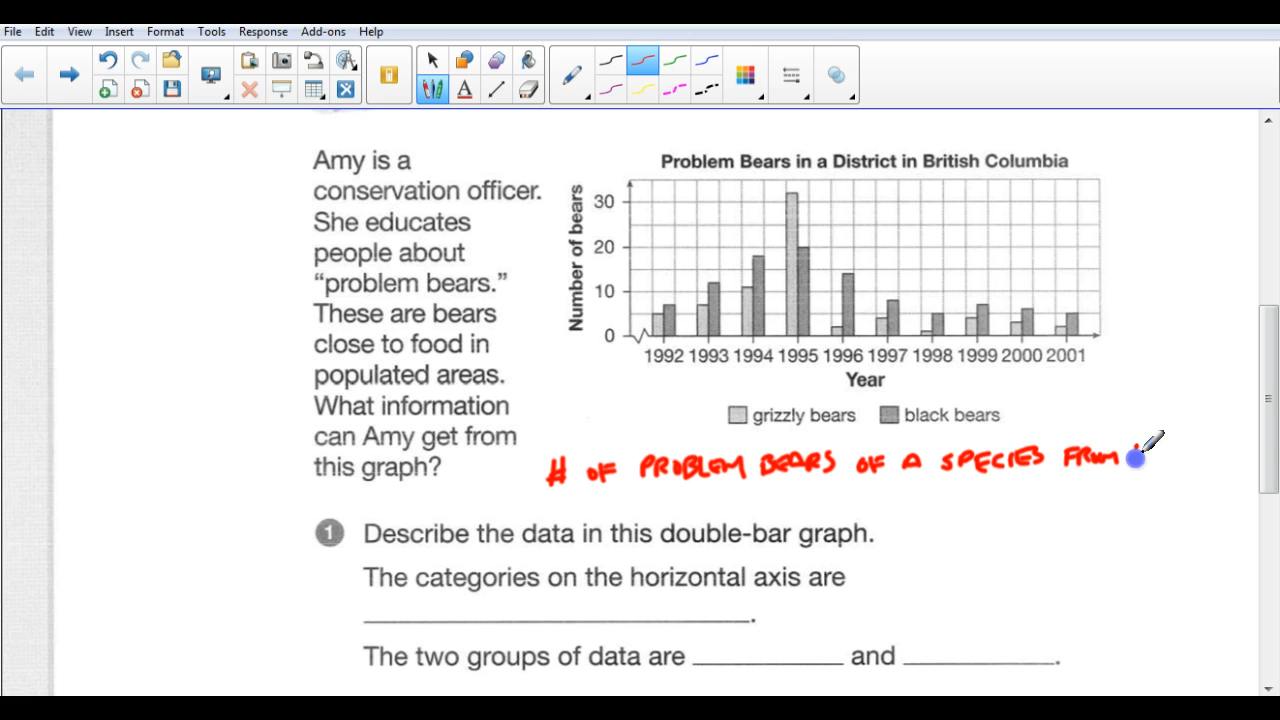 File Edit View Insert Format Tools Response Add-ons Help
Amy is a
conservation officer.
She educates
people about
“problem bears.”
These are bears
close to food in
populated areas.
What information
can Amy get from
this graph?
Problem Bears in a District in British Columbia
Number of bears
30
20
10
0
1992 1993 1994 1995 1996 1997 1998 1999 2000 2001
Year
grizzly bears black bears
# OF PROBLEM BEARS OF A SPECIES FROM
1 Describe the data in this double-bar graph.
The categories on the horizontal axis are
____________________.
The two groups of data are __________ and __________.